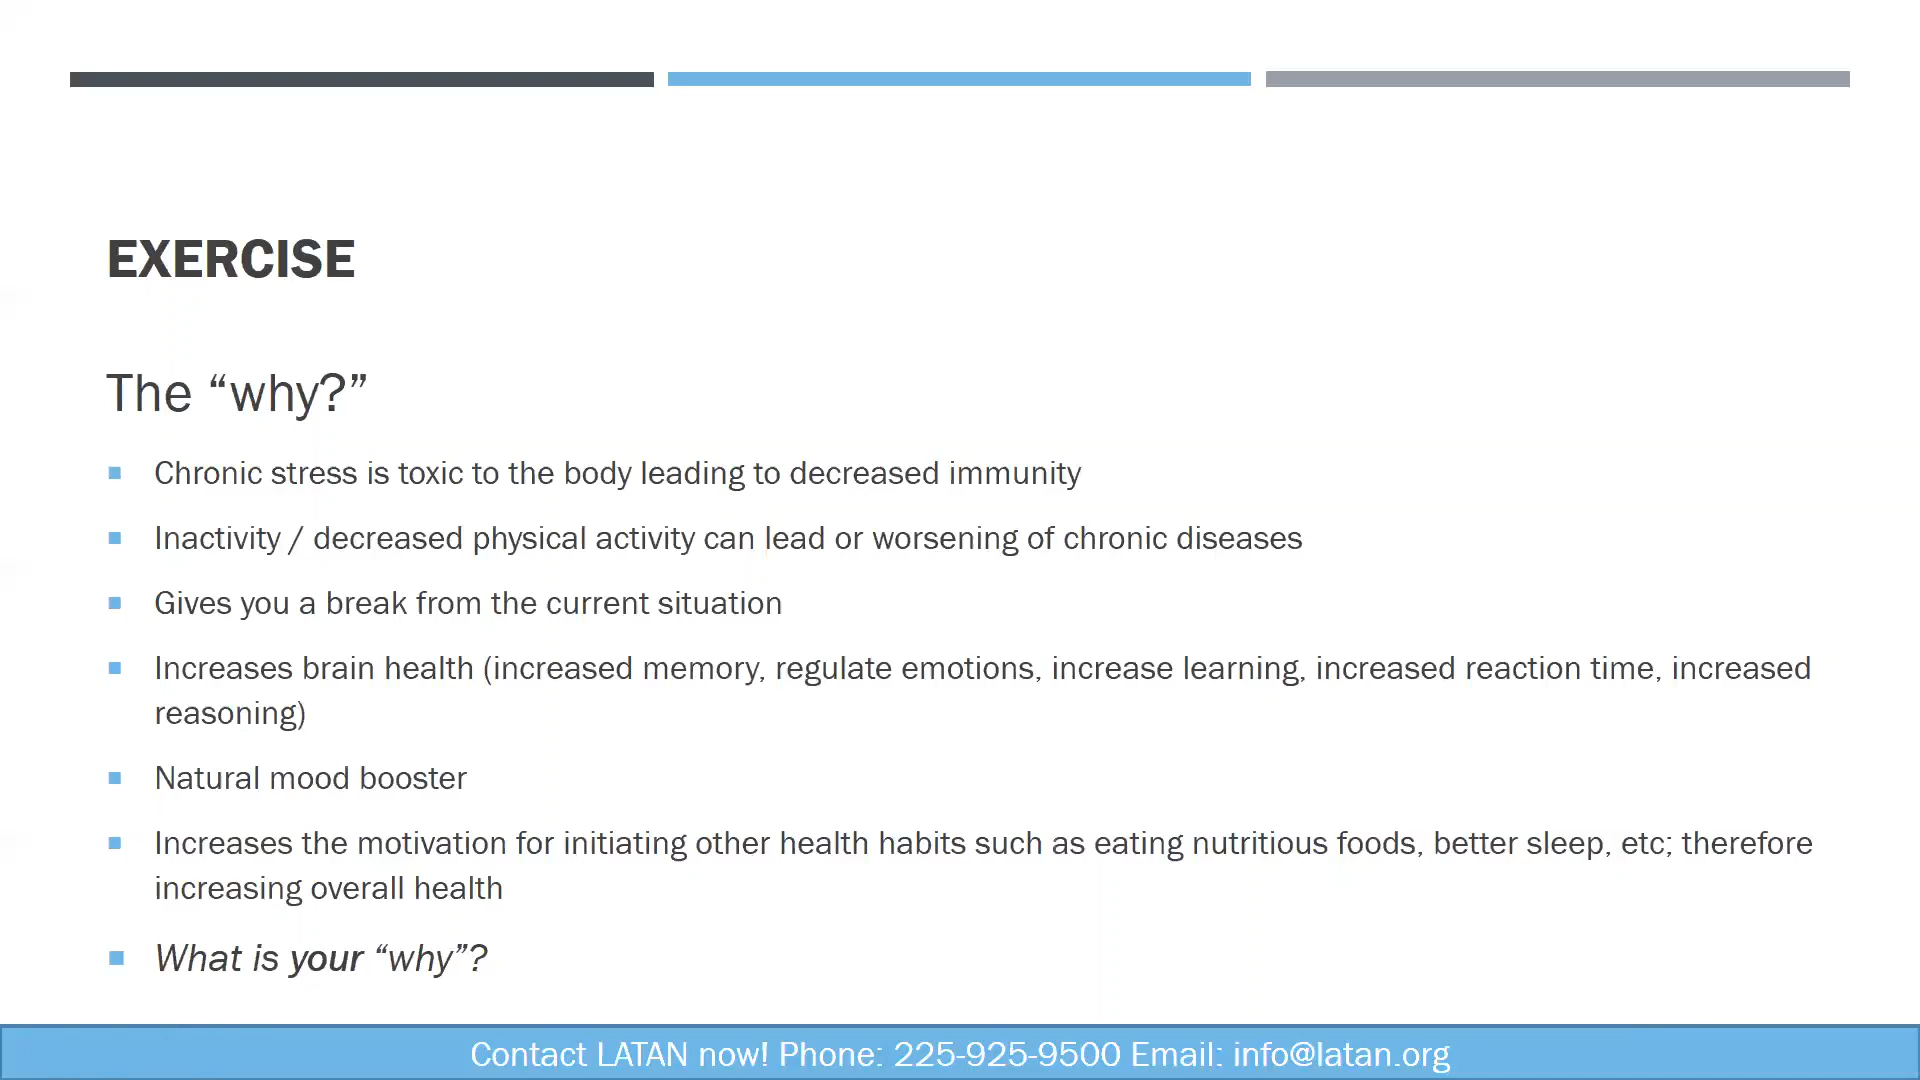 EXERCISE
The “why?”
Chronic stress is toxic to the body leading to decreased immunity
Inactivity / decreased physical activity can lead or worsening of chronic diseases
Gives you a break from the current situation
Increases brain health (increased memory, regulate emotions, increase learning, increased reaction time, increased
reasoning)
Natural mood booster
Increases the motivation for initiating other health habits such as eating nutritious foods, better sleep, etc; therefore
increasing overall health
What is your “why”?
Contact LATAN now! Phone: 225-925-9500 Email: info@latan.org